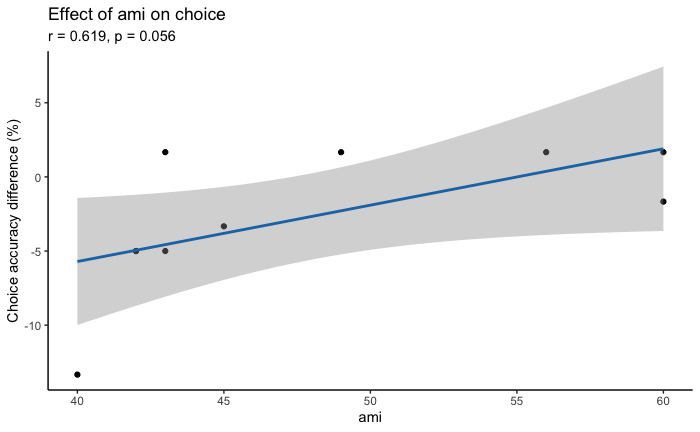 Effect of ami on choice
r = 0.619, p = 0.056
Choice accuracy difference (%)
5
0
-5
-10
40 45 50 55 60
ami